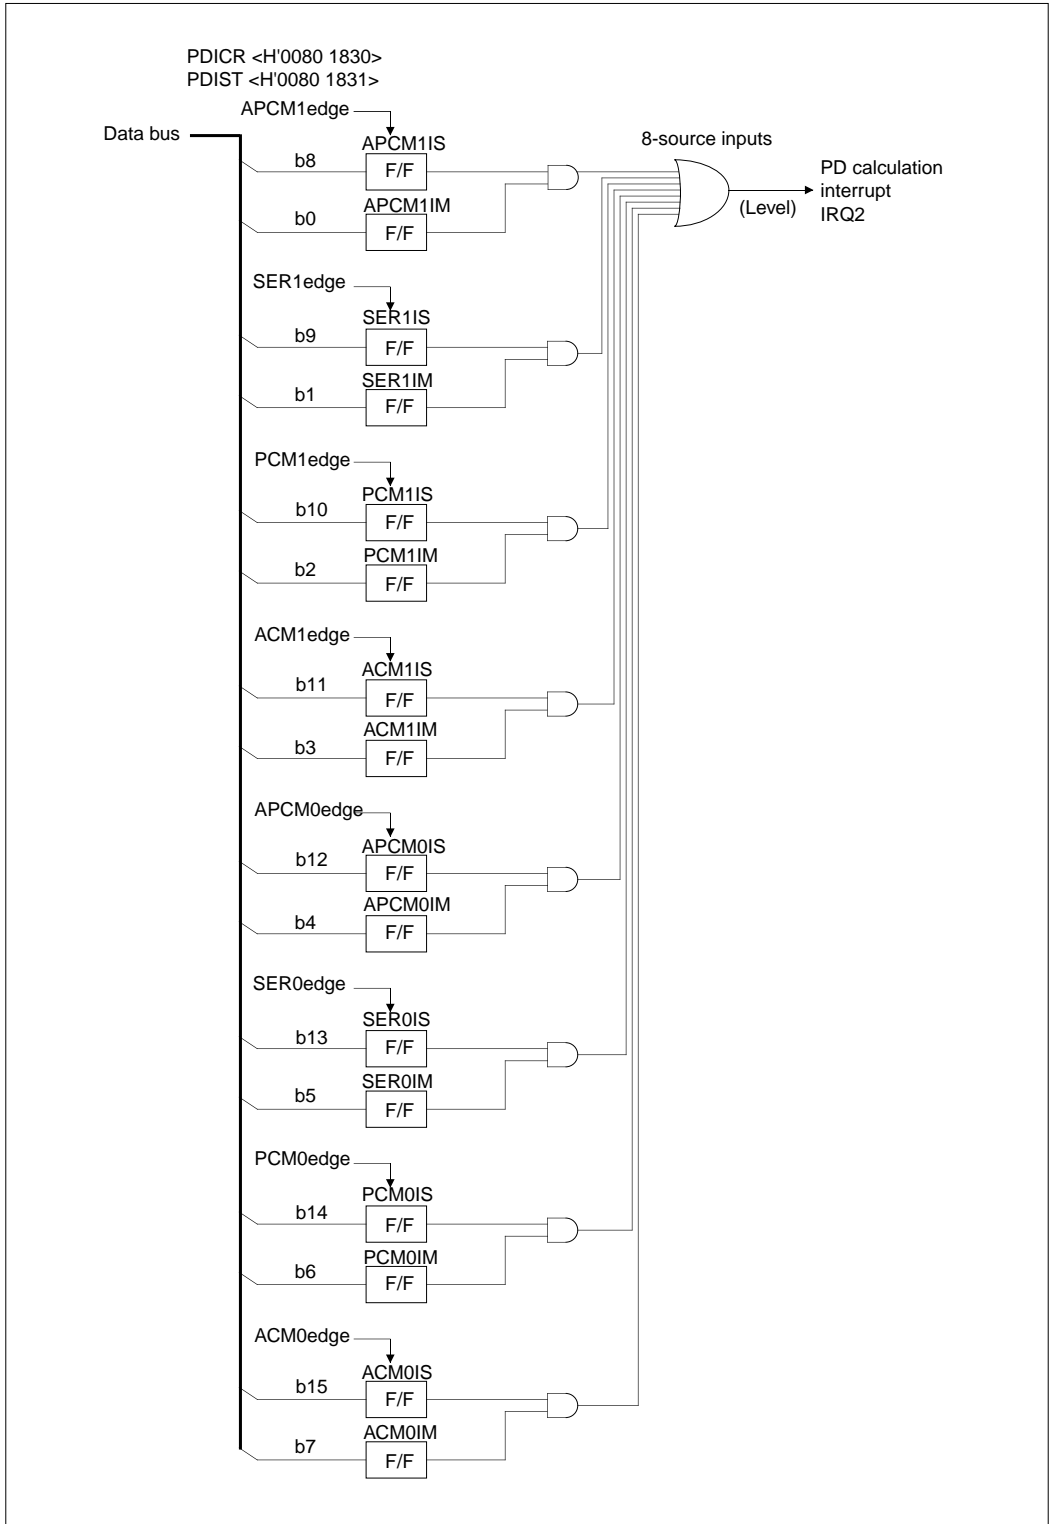 PDICR <H'0080 1830>
PDIST <H'0080 1831>
APCM1edge
Data bus
APCM1IS
b8
F/F
APCM1IM
b0
F/F
8-source inputs
(Level)
PD calculation
interrupt
IRQ2
SER1edge
SER1IS
b9
F/F
SER1IM
b1
F/F
PCM1edge
PCM1IS
b10
F/F
PCM1IM
b2
F/F
ACM1edge
ACM1IS
b11
F/F
ACM1IM
b3
F/F
APCM0edge
APCM0IS
b12
F/F
APCM0IM
b4
F/F
SER0edge
SER0IS
b13
F/F
SER0IM
b5
F/F
PCM0edge
PCM0IS
b14
F/F
PCM0IM
b6
F/F
ACM0edge
ACM0IS
b15
F/F
ACM0IM
b7
F/F